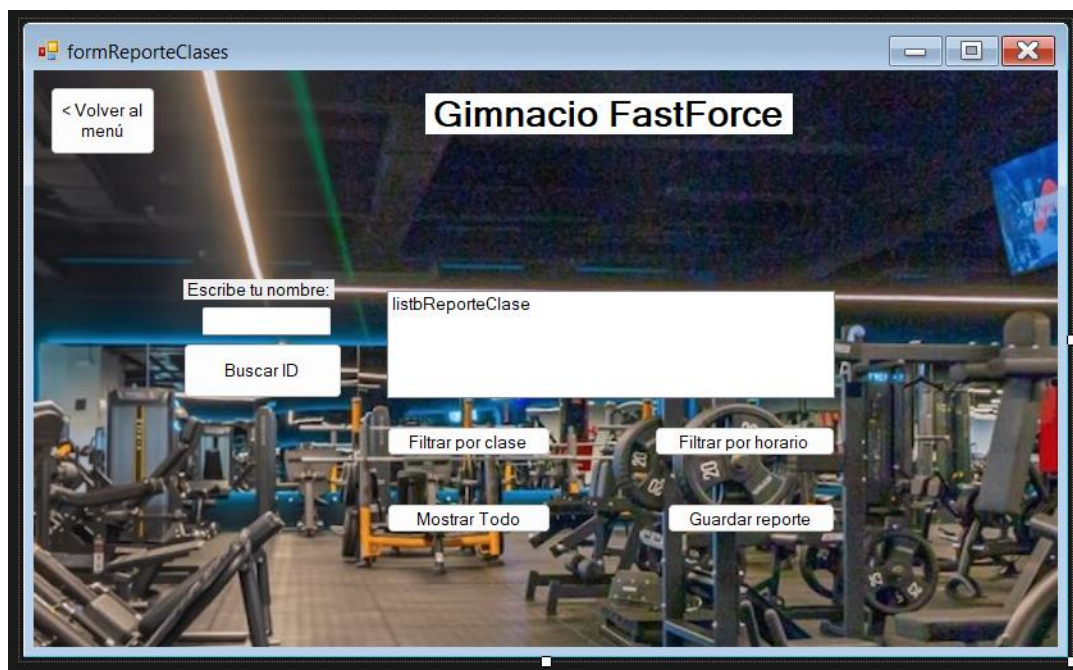 formReporteClases
< Volver al
menú
Gimnacio FastForce
Escribe tu nombre:
listbReporteClase
Buscar ID
Filtrar por clase
Filtrar por horario
Mostrar Todo
Guardar reporte